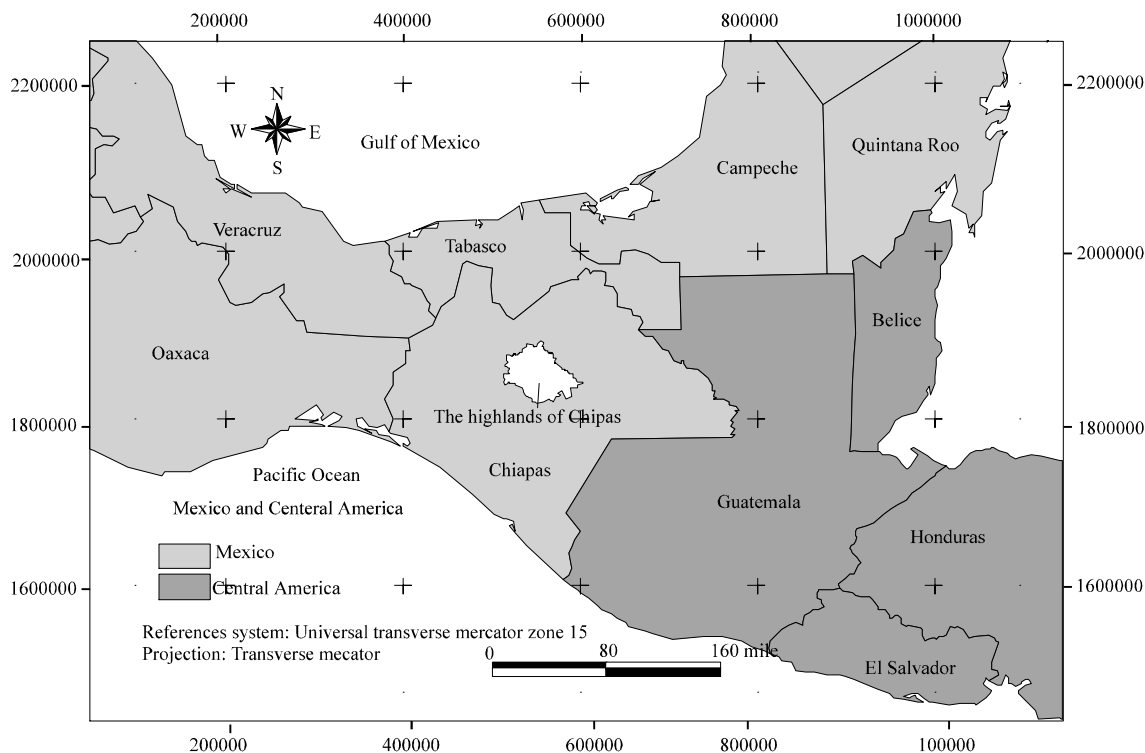 200000 400000 600000 800000 1000000
2200000 2200000
N
W E
S
Gulf of Mexico
Campeche
Quintana Roo
Veracruz
Tabasco
2000000 2000000
Belice
Oaxaca
The highlands of Chipas
1800000 1800000
Chiapas
Pacific Ocean
Guatemala
Mexico and Centeral America
Honduras
Mexico
Central America
1600000 1600000
References system: Universal transverse mercator zone 15
Projection: Transverse mecator
0 80 160 mile
El Salvador
200000 400000 600000 800000 100000